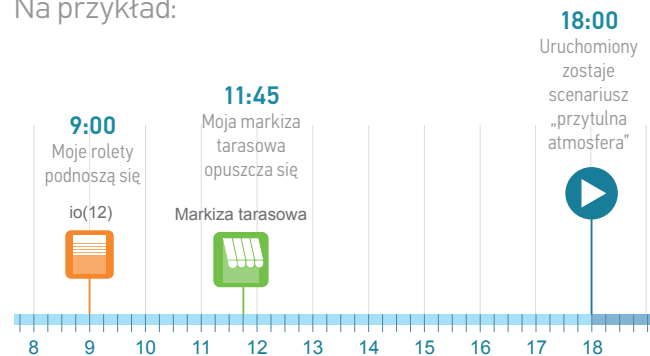 Na przykład:
18:00
Uruchomiony
zostaje
scenariusz
„przytulna
atmosfera”
11:45
Moja markiza
tarasowa
opuszcza się
9:00
Moje rolety
podnoszą się
io(12)
Markiza tarasowa
8 9 10 11 12 13 14 15 16 17 18